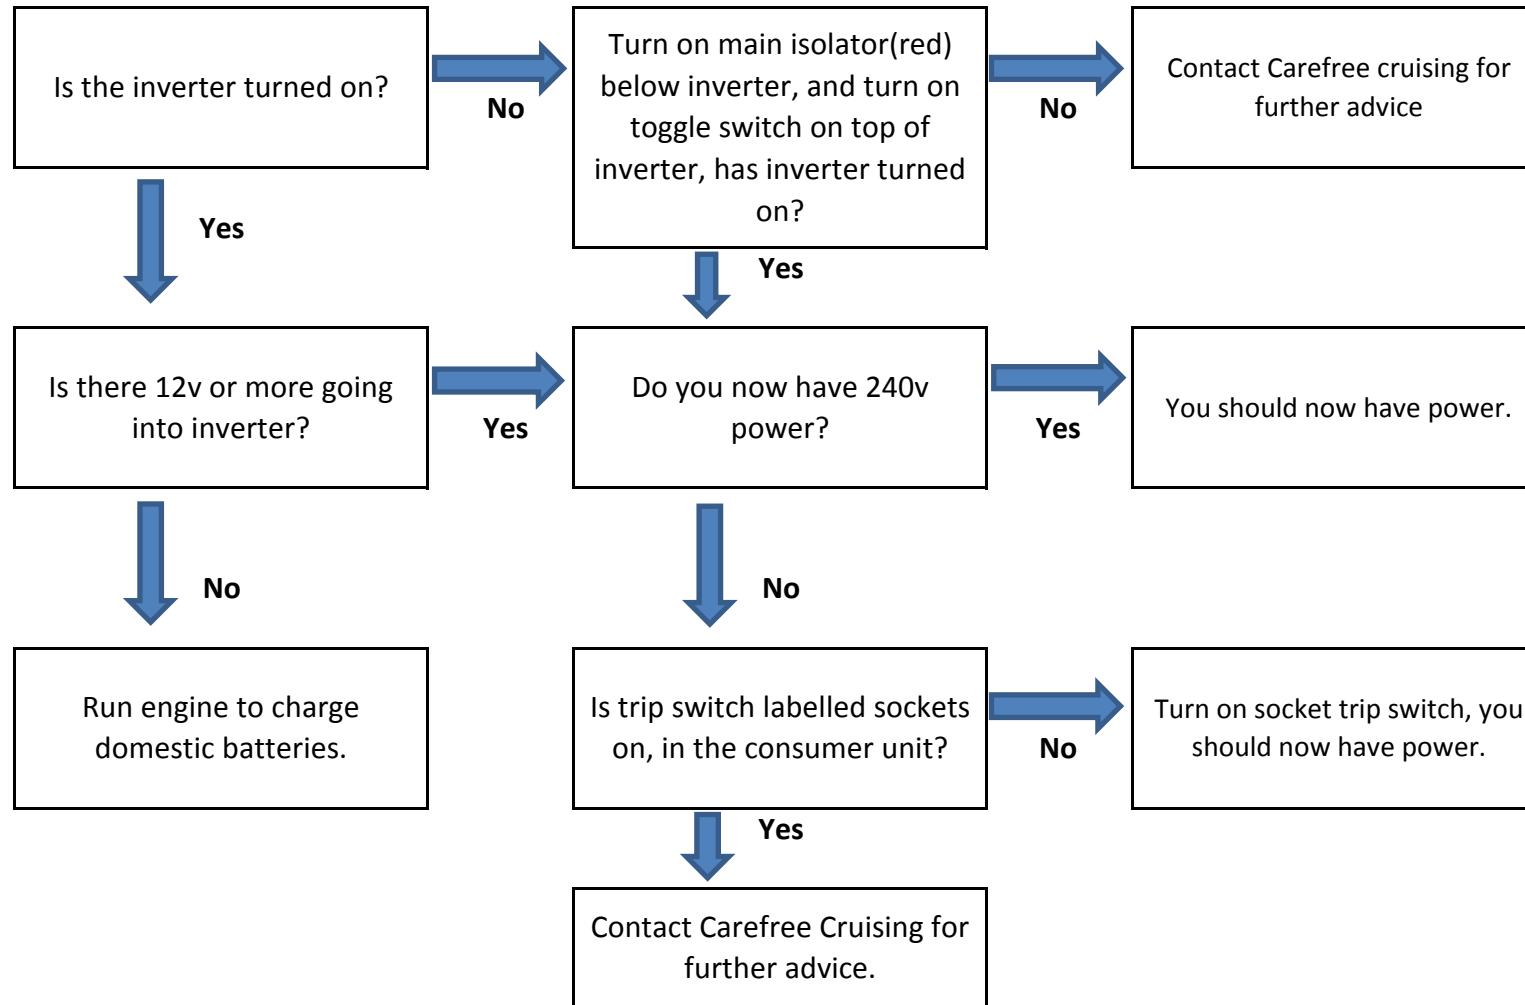 Is the inverter turned on?
No
Turn on main isolator(red)
below inverter, and turn on
toggle switch on top of
inverter, has inverter turned
on?
No
Contact Carefree cruising for
further advice
Yes
Yes
Is there 12v or more going
into inverter?
Yes
Do you now have 240v
power?
Yes
You should now have power.
No
No
Run engine to charge
domestic batteries.
Is trip switch labelled sockets
on, in the consumer unit?
No
Turn on socket trip switch, you
should now have power.
Yes
Contact Carefree Cruising for
further advice.